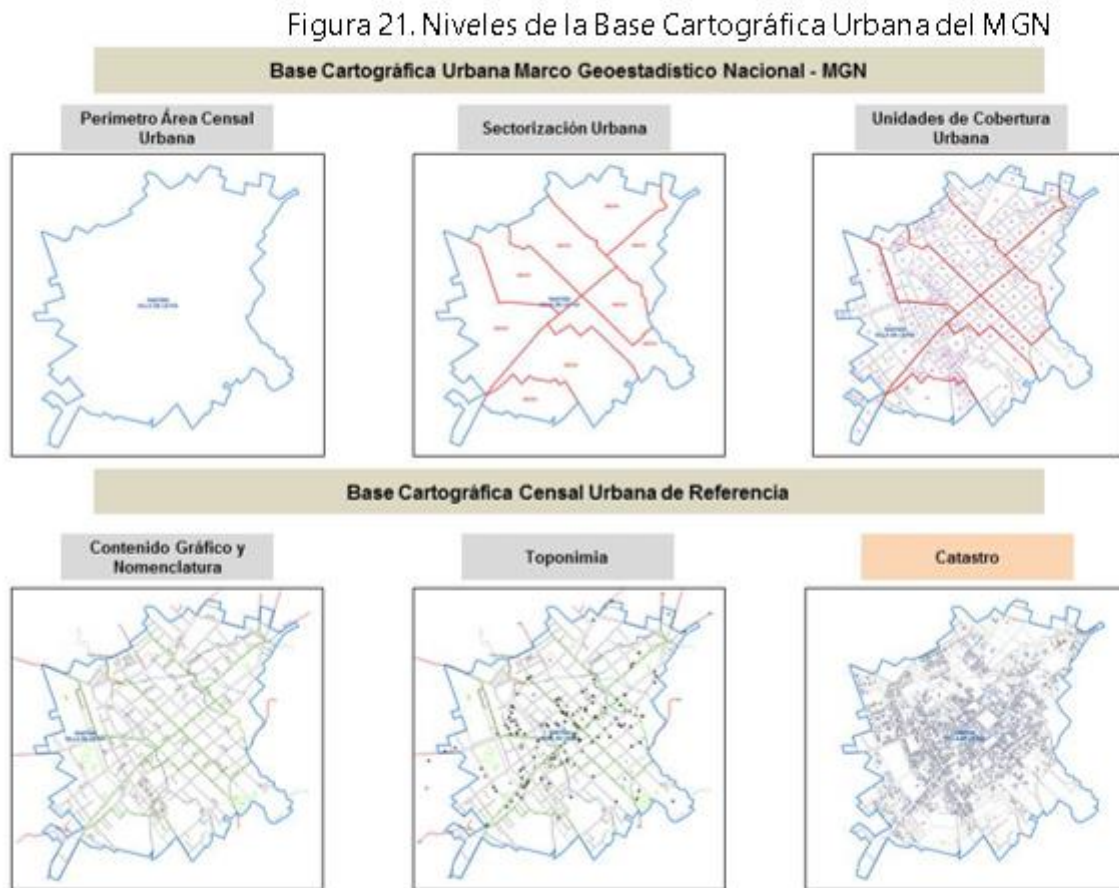 Figura 21. Niveles de la Base Cartográfica Urbana del MGN
Base Cartográfica Urbana Marco Geoestadístico Nacional - MGN
Perímetro Área Censal
Urbana
Sectorización Urbana
Unidades de Cobertura
Urbana
Base Cartográfica Censal Urbana de Referencia
Contenido Gráfico y
Nomenclatura
Toponimia
Catastro